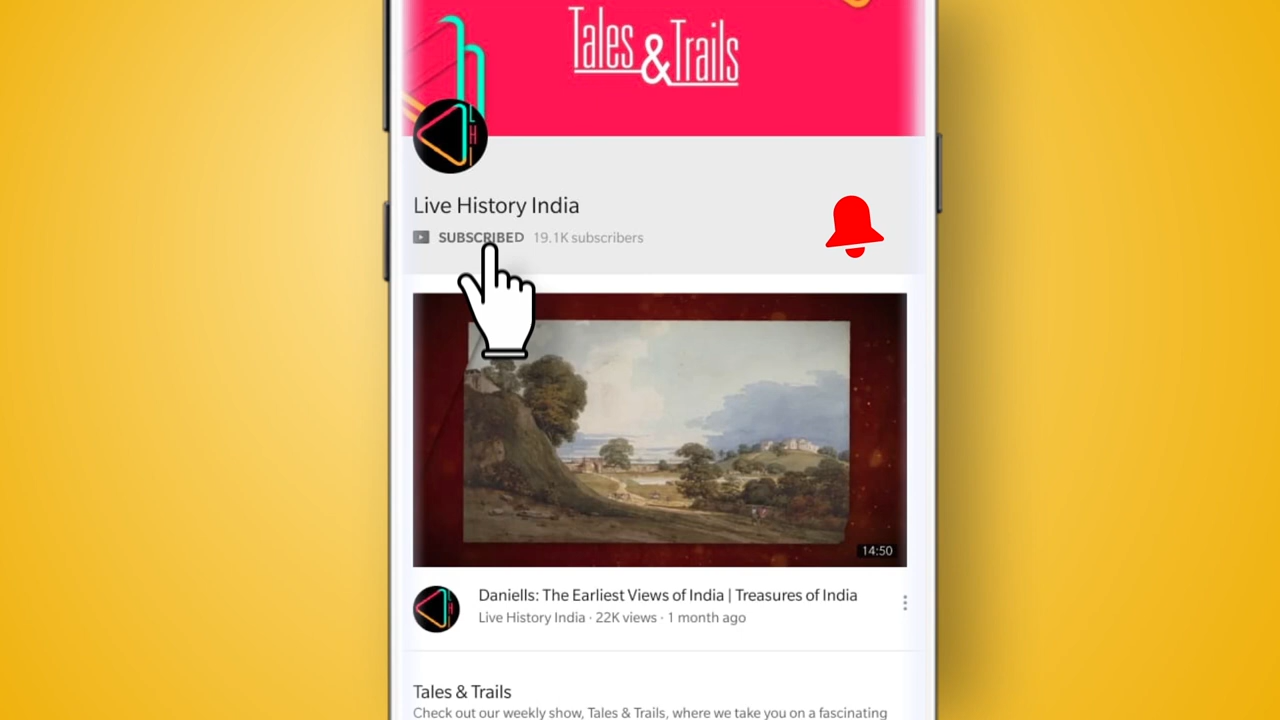 Tales & Trails
LHI
Live History India
SUBSCRIBED 19.1K subscribers
14:50
Daniells: The Earliest Views of India | Treasures of India
LHI
Live History India · 22K views · 1 month ago
Tales & Trails
Check out our weekly show, Tales & Trails, where we take you on a fascinating